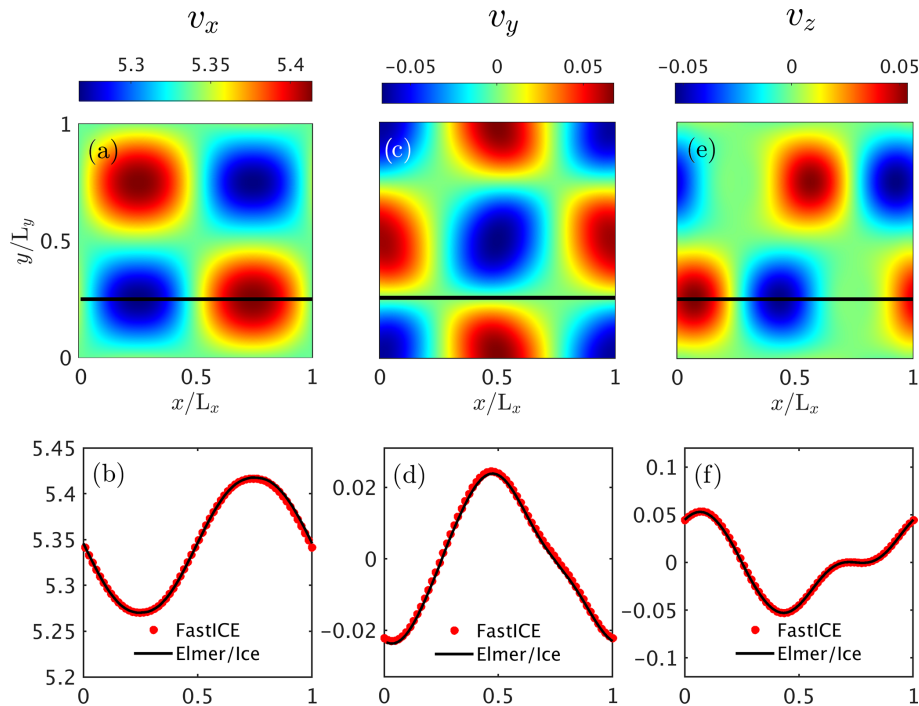 v_x v_y v_z
5.3 5.35 5.4 −0.05 0 0.05 −0.05 0 0.05
1
(a) (c) (e)
0.5
y/L_y
0
0 0.5 1 0 0.5 1 0 0.5 1
x/L_x x/L_x x/L_x
5.45
(b) (d) (f)
0.1
5.4
0.02
0.05
5.35
0 0
5.3
−0.05
5.25
−0.02
FastICE FastICE FastICE
Elmer/Ice Elmer/Ice Elmer/Ice
−0.1
5.2
0 0.5 1 0 0.5 1 0 0.5 1